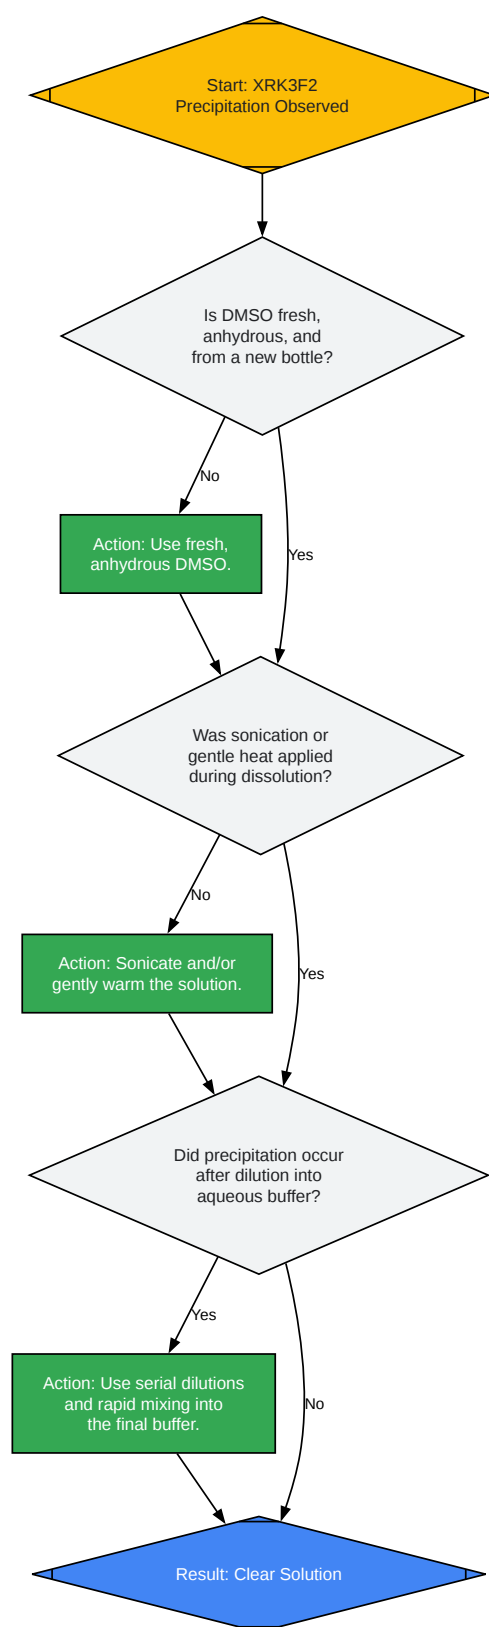 Start: XRK3F2
Precipitation Observed
Is DMSO fresh,
anhydrous, and
from a new bottle?
No
Yes
Action: Use fresh,
anhydrous DMSO.
Was sonication or
gentle heat applied
during dissolution?
No
Yes
Action: Sonicate and/or
gently warm the solution.
Did precipitation occur
after dilution into
aqueous buffer?
Yes
No
Action: Use serial dilutions
and rapid mixing into
the final buffer.
Result: Clear Solution